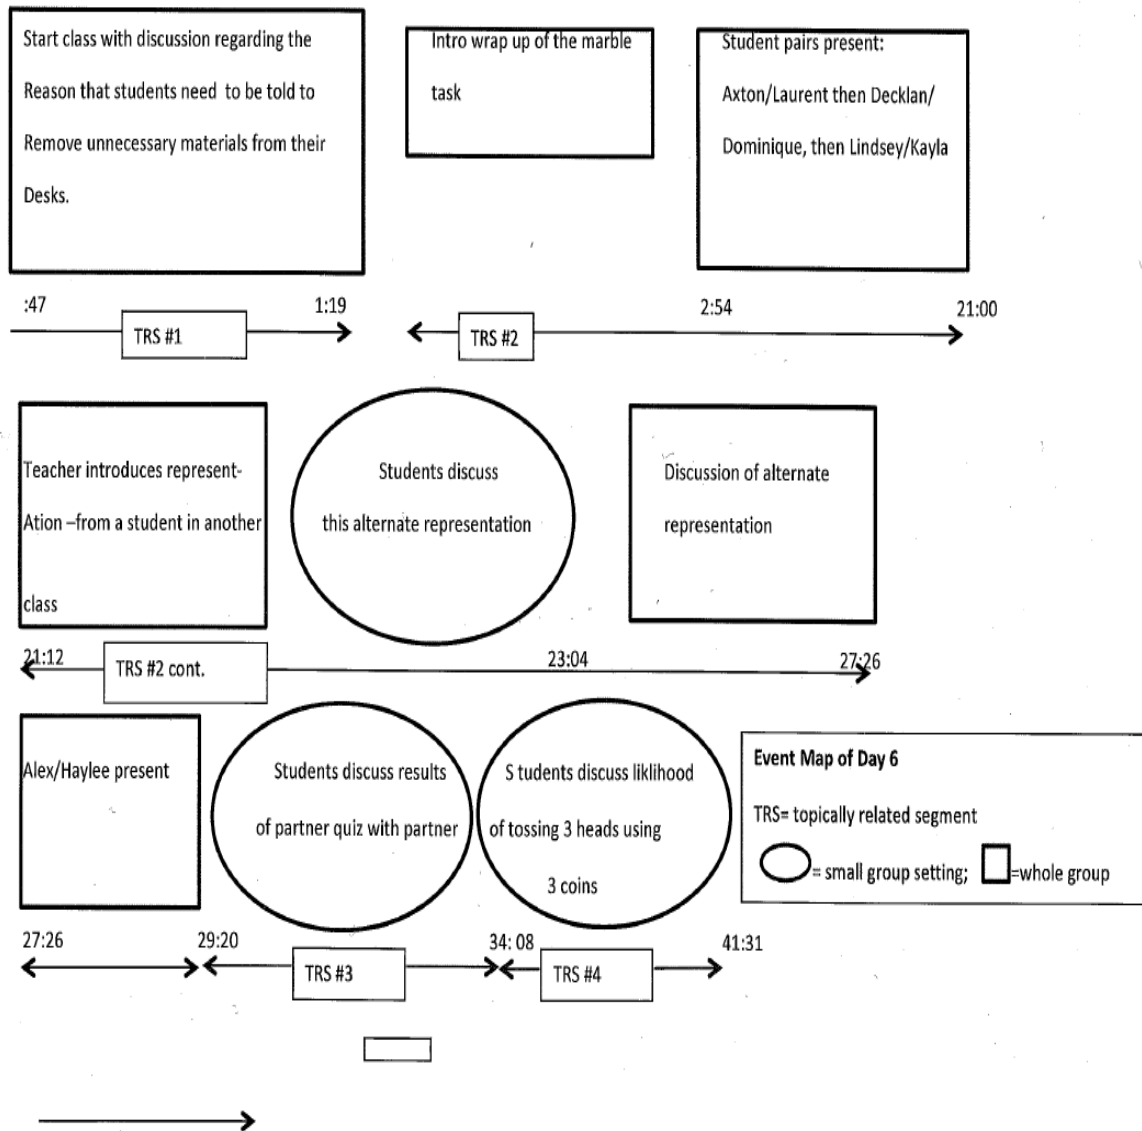 Start class with discussion regarding the
Reason that students need to be told to
Remove unnecessary materials from their
Desks.
Intro wrap up of the marble
task
Student pairs present:
Axton/Laurent then Decklan/
Dominique, then Lindsey/Kayla
:47
1:19
2:54
21:00
TRS #1
TRS #2
Teacher introduces represent-
Ation –from a student in another
class
Students discuss
this alternate representation
Discussion of alternate
representation
21:12
23:04
27:26
TRS #2 cont.
Alex/Haylee present
Students discuss results
of partner quiz with partner
S tudents discuss liklihood
of tossing 3 heads using
3 coins
Event Map of Day 6
TRS= topically related segment
= small group setting; =whole group
27:26
29:20
34: 08
41:31
TRS #3
TRS #4